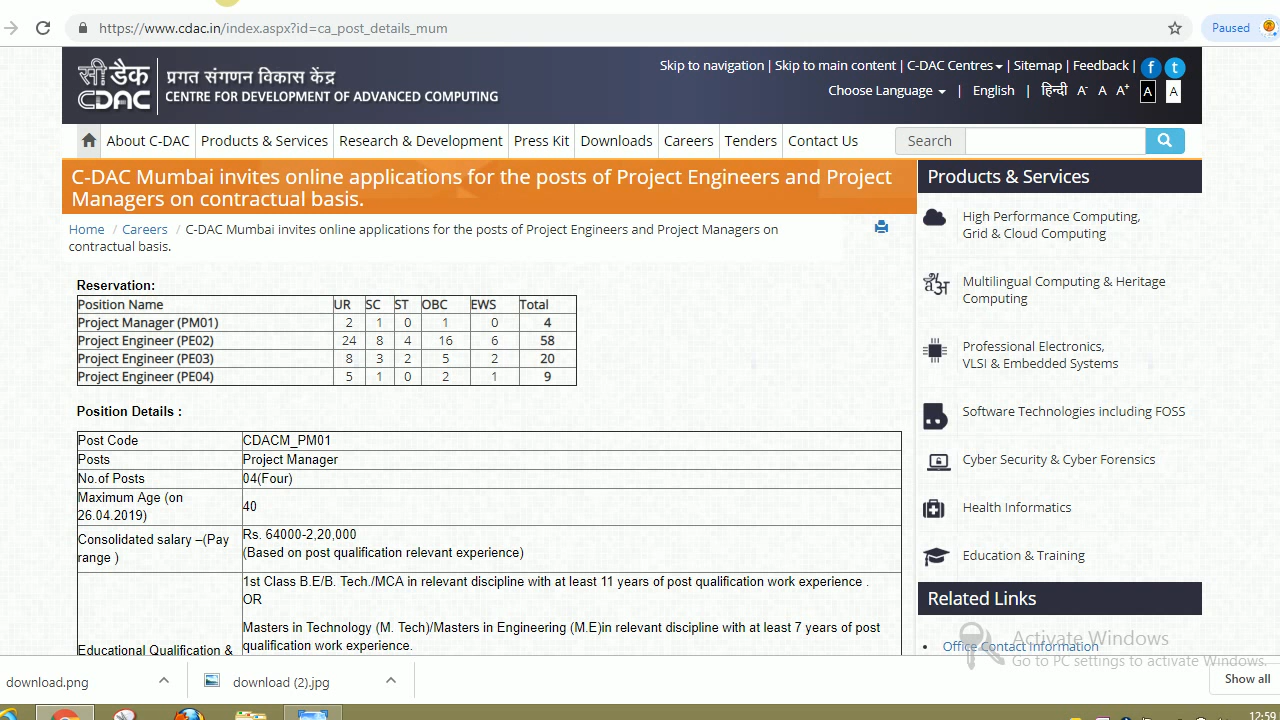 https://www.cdac.in/index.aspx?id=ca_post_details_mum
Paused
सी डैक
CDAC
प्रगत संगणन विकास केंद्र
CENTRE FOR DEVELOPMENT OF ADVANCED COMPUTING
Skip to navigation | Skip to main content | C-DAC Centres | Sitemap | Feedback | f t
Choose Language | English | हिन्दी A- A A+ A A
About C-DAC Products & Services Research & Development Press Kit Downloads Careers Tenders Contact Us Search
C-DAC Mumbai invites online applications for the posts of Project Engineers and Project
Managers on contractual basis.
Home / Careers / C-DAC Mumbai invites online applications for the posts of Project Engineers and Project Managers on
contractual basis.
Reservation:
Position Name UR SC ST OBC EWS Total
Project Manager (PM01) 2 1 0 1 0 4
Project Engineer (PE02) 24 8 4 16 6 58
Project Engineer (PE03) 8 3 2 5 2 20
Project Engineer (PE04) 5 1 0 2 1 9
Position Details :
Post Code CDACM_PM01
Posts Project Manager
No.of Posts 04(Four)
Maximum Age (on
26.04.2019)
40
Consolidated salary –(Pay
range )
Rs. 64000-2,20,000
(Based on post qualification relevant experience)
1st Class B.E/B. Tech./MCA in relevant discipline with at least 11 years of post qualification work experience .
OR
Masters in Technology (M. Tech)/Masters in Engineering (M.E)in relevant discipline with at least 7 years of post
qualification work experience.
Educational Qualification &
Products & Services
High Performance Computing,
Grid & Cloud Computing
Multilingual Computing & Heritage
Computing
Professional Electronics,
VLSI & Embedded Systems
Software Technologies including FOSS
Cyber Security & Cyber Forensics
Health Informatics
Education & Training
Related Links
Office Contact Information
Activate Windows
Go to PC settings to activate Windows.
download.png
download (2).jpg
Show all
12:59